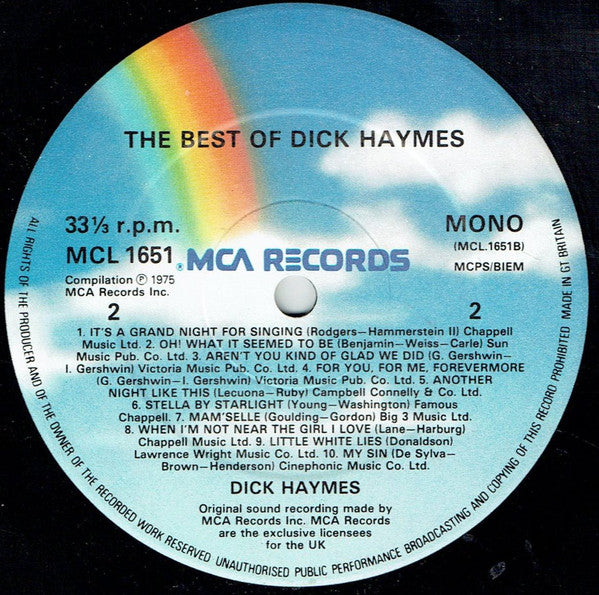 THE BEST OF DICK HAYMES
33⅓ r.p.m.
MCL 1651
Compilation ℗ 1975
MCA Records Inc.
2
MCA RECORDS
MONO
(MCL.1651B)
MCPS/BIEM
2
1. IT'S A GRAND NIGHT FOR SINGING (Rodgers–Hammerstein II) Chappell
Music Ltd. 2. OH! WHAT IT SEEMED TO BE (Benjamin–Weiss–Carle) Sun
Music Pub. Co. Ltd. 3. AREN'T YOU KIND OF GLAD WE DID (G. Gershwin–
I. Gershwin) Victoria Music Pub. Co. Ltd. 4. FOR YOU, FOR ME, FOREVERMORE
(G. Gershwin–I. Gershwin) Victoria Music Pub. Co. Ltd. 5. ANOTHER
NIGHT LIKE THIS (Lecuona–Ruby) Campbell Connelly & Co. Ltd.
6. STELLA BY STARLIGHT (Young–Washington) Famous
Chappell. 7. MAM'SELLE (Goulding–Gordon) Big 3 Music Ltd.
8. WHEN I'M NOT NEAR THE GIRL I LOVE (Lane–Harburg)
Chappell Music Ltd. 9. LITTLE WHITE LIES (Donaldson)
Lawrence Wright Music Co. Ltd. 10. MY SIN (De Sylva–
Brown–Henderson) Cinephonic Music Co. Ltd.
DICK HAYMES
Original sound recording made by
MCA Records Inc. MCA Records
are the exclusive licensees
for the UK
ALL RIGHTS OF THE PRODUCER AND OF THE OWNER OF THE RECORDED WORK RESERVED UNAUTHORISED PUBLIC PERFORMANCE BROADCASTING AND COPYING OF THIS RECORD PROHIBITED MADE IN GT BRITAIN